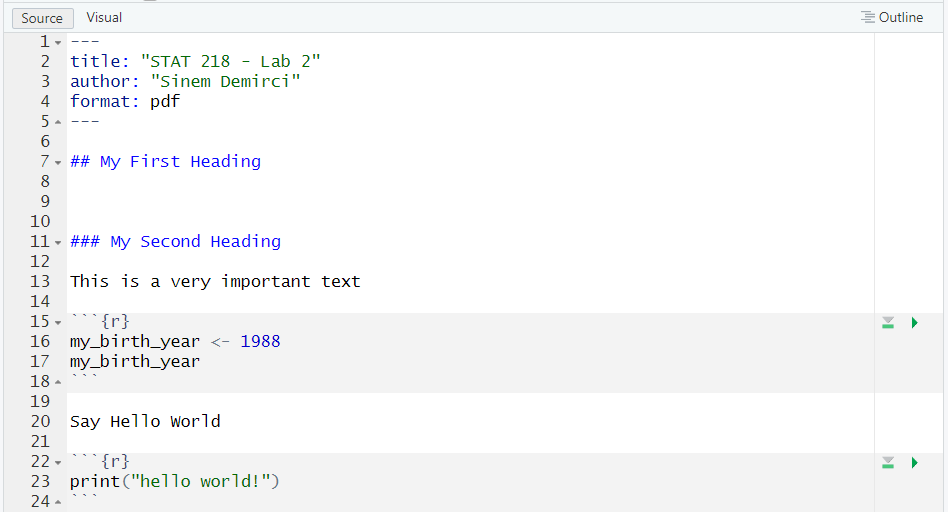 Source Visual Outline
1 ---
2 title: "STAT 218 - Lab 2"
3 author: "Sinem Demirci"
4 format: pdf
5 ---
6
7 ## My First Heading
8
9
10
11 ### My Second Heading
12
13 This is a very important text
14
15 ```{r}
16 my_birth_year <- 1988
17 my_birth_year
18 ```
19
20 Say Hello World
21
22 ```{r}
23 print("hello world!")
24 ```